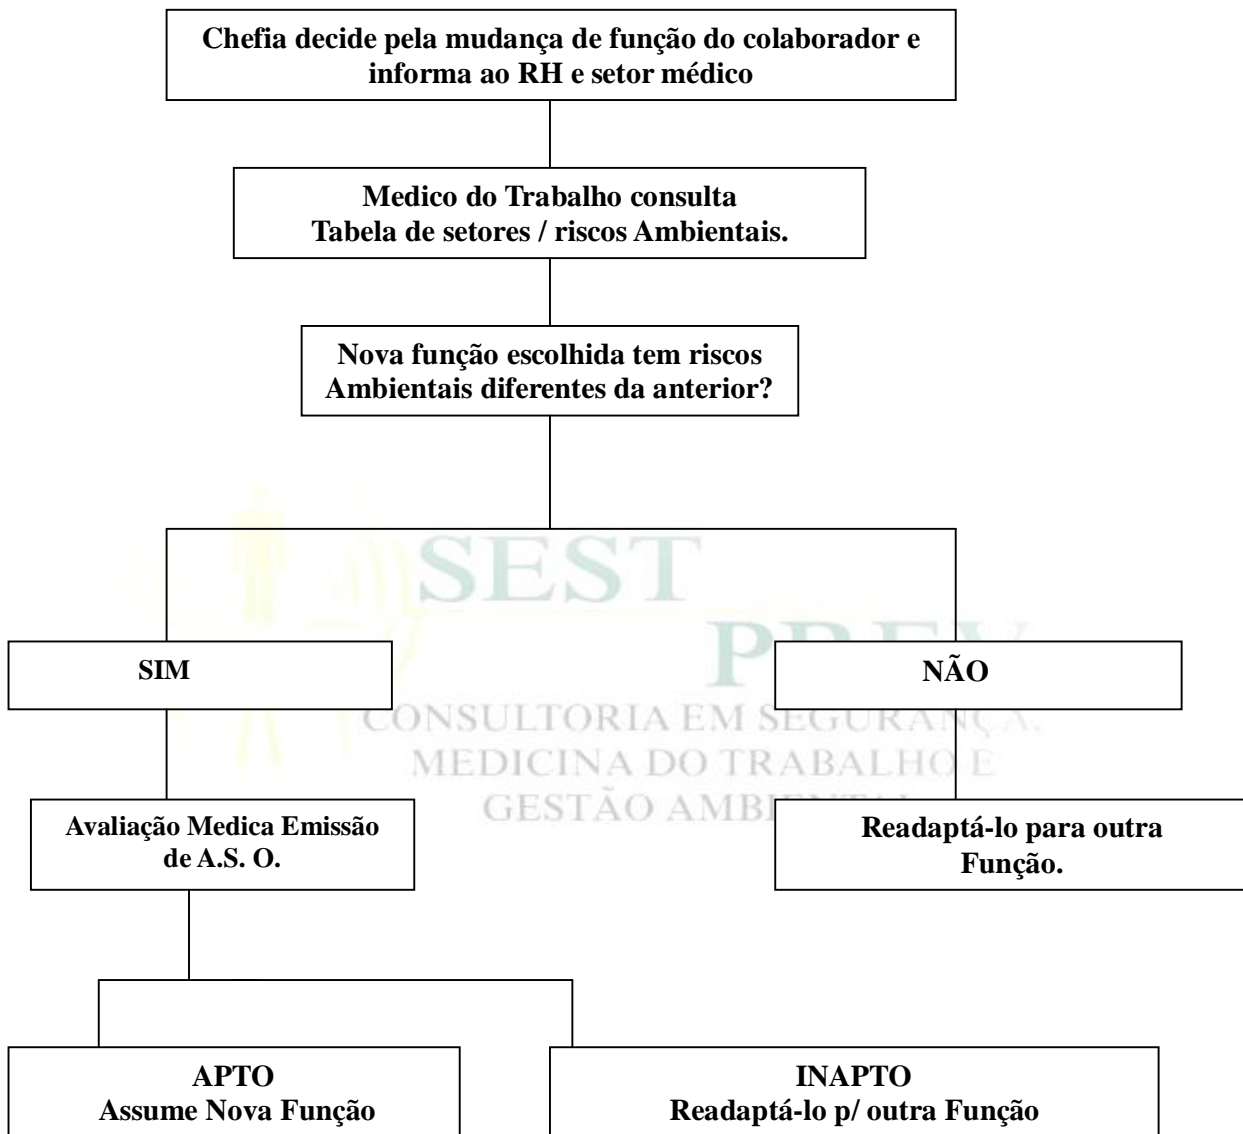 Chefia decide pela mudança de função do colaborador e
informa ao RH e setor médico
Medico do Trabalho consulta
Tabela de setores / riscos Ambientais.
Nova função escolhida tem riscos
Ambientais diferentes da anterior?
SEST
PREV
SIM
NÃO
CONSULTORIA EM SEGURANÇA,
MEDICINA DO TRABALHO E
GESTÃO AMBIENTAL
Avaliação Medica Emissão
de A.S. O.
Readaptá-lo para outra
Função.
APTO
Assume Nova Função
INAPTO
Readaptá-lo p/ outra Função